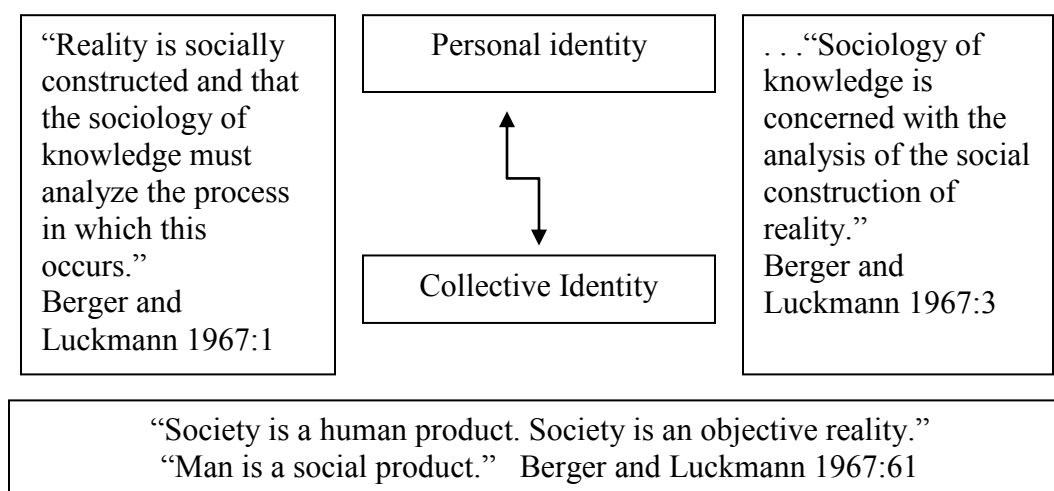 “Reality is socially
constructed and that
the sociology of
knowledge must
analyze the process
in which this
occurs.”
Berger and
Luckmann 1967:1
Personal identity
Collective Identity
. . .“Sociology of
knowledge is
concerned with the
analysis of the social
construction of
reality.”
Berger and
Luckmann 1967:3
“Society is a human product. Society is an objective reality.”
“Man is a social product.” Berger and Luckmann 1967:61